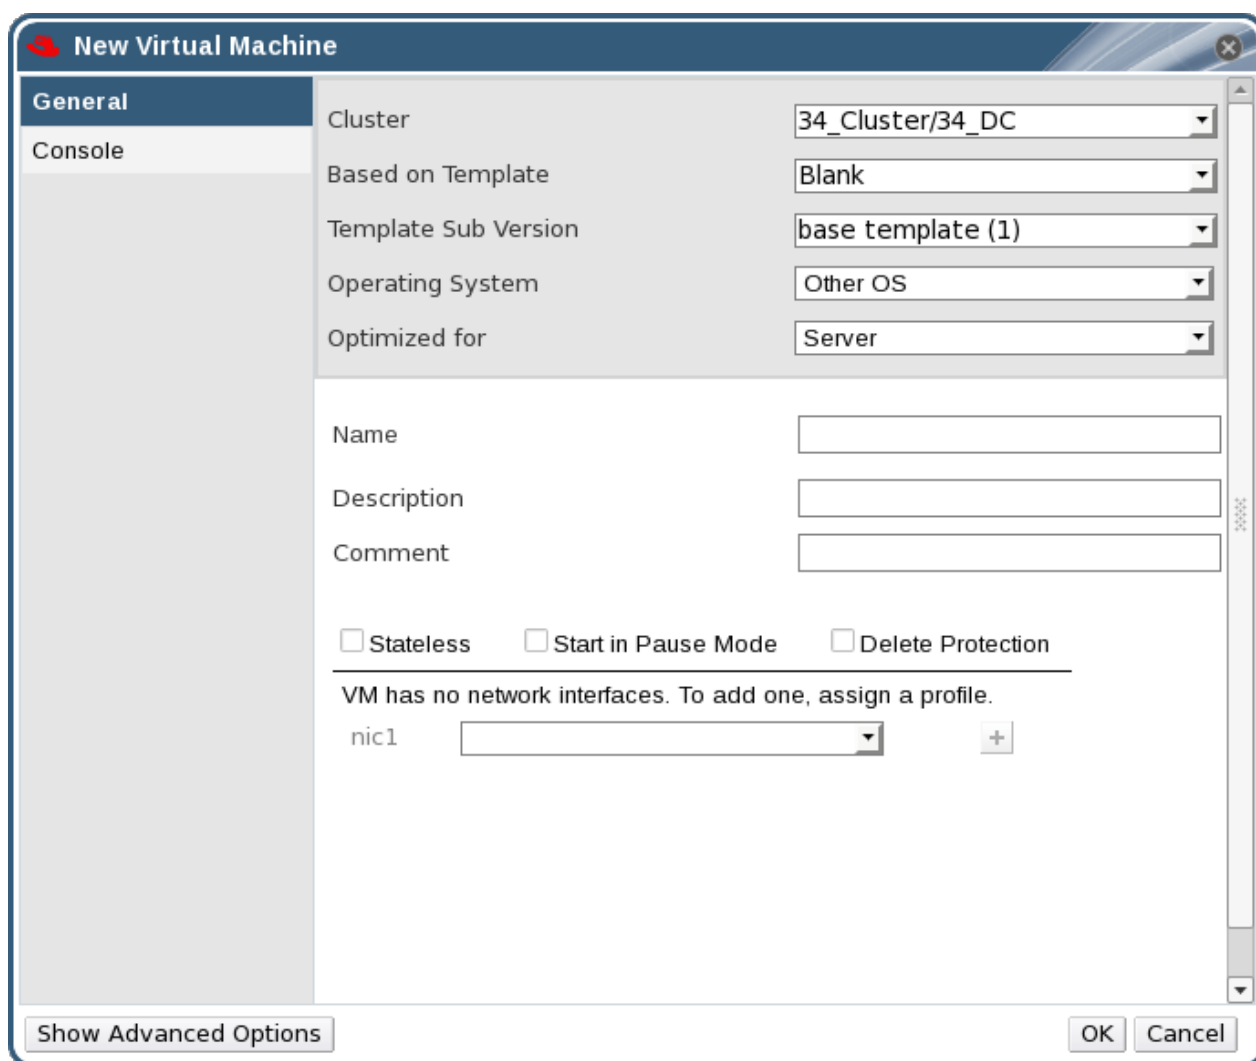 New Virtual Machine
General
Console
Cluster 34_Cluster/34_DC
Based on Template Blank
Template Sub Version base template (1)
Operating System Other OS
Optimized for Server
Name
Description
Comment
Stateless Start in Pause Mode Delete Protection
VM has no network interfaces. To add one, assign a profile.
nic1 +
Show Advanced Options OK Cancel